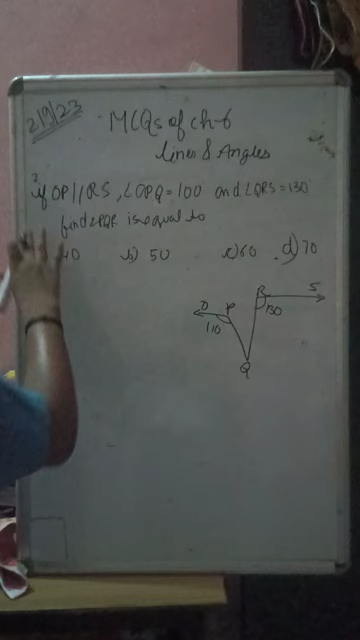 2/9/23
MCQs of ch-6
Lines & Angles
if OP//RS, ∠OPQ=100 and ∠QRS=130
find ∠PQR is equal to
40 b) 50 c) 60 d) 70
R S
O P 130
110
Q